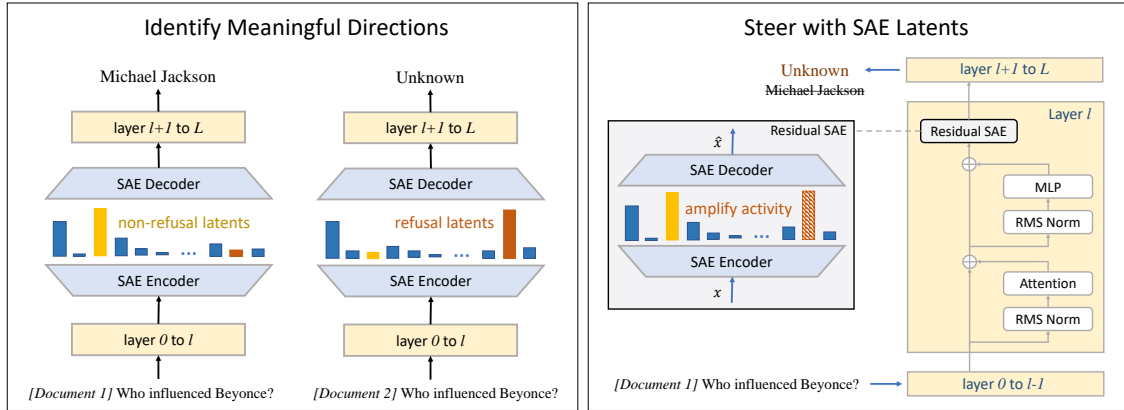 Identify Meaningful Directions
Michael Jackson
layer l+1 to L
SAE Decoder
non-refusal latents
...
SAE Encoder
layer 0 to l
[Document 1] Who influenced Beyonce?
Unknown
layer l+1 to L
SAE Decoder
refusal latents
...
SAE Encoder
layer 0 to l
[Document 2] Who influenced Beyonce?
Steer with SAE Latents
Unknown
Michael Jackson
layer l+1 to L
Layer l
Residual SAE
Residual SAE
x̂
SAE Decoder
amplify activity
...
SAE Encoder
x
MLP
RMS Norm
Attention
RMS Norm
[Document 1] Who influenced Beyonce?
layer 0 to l-1